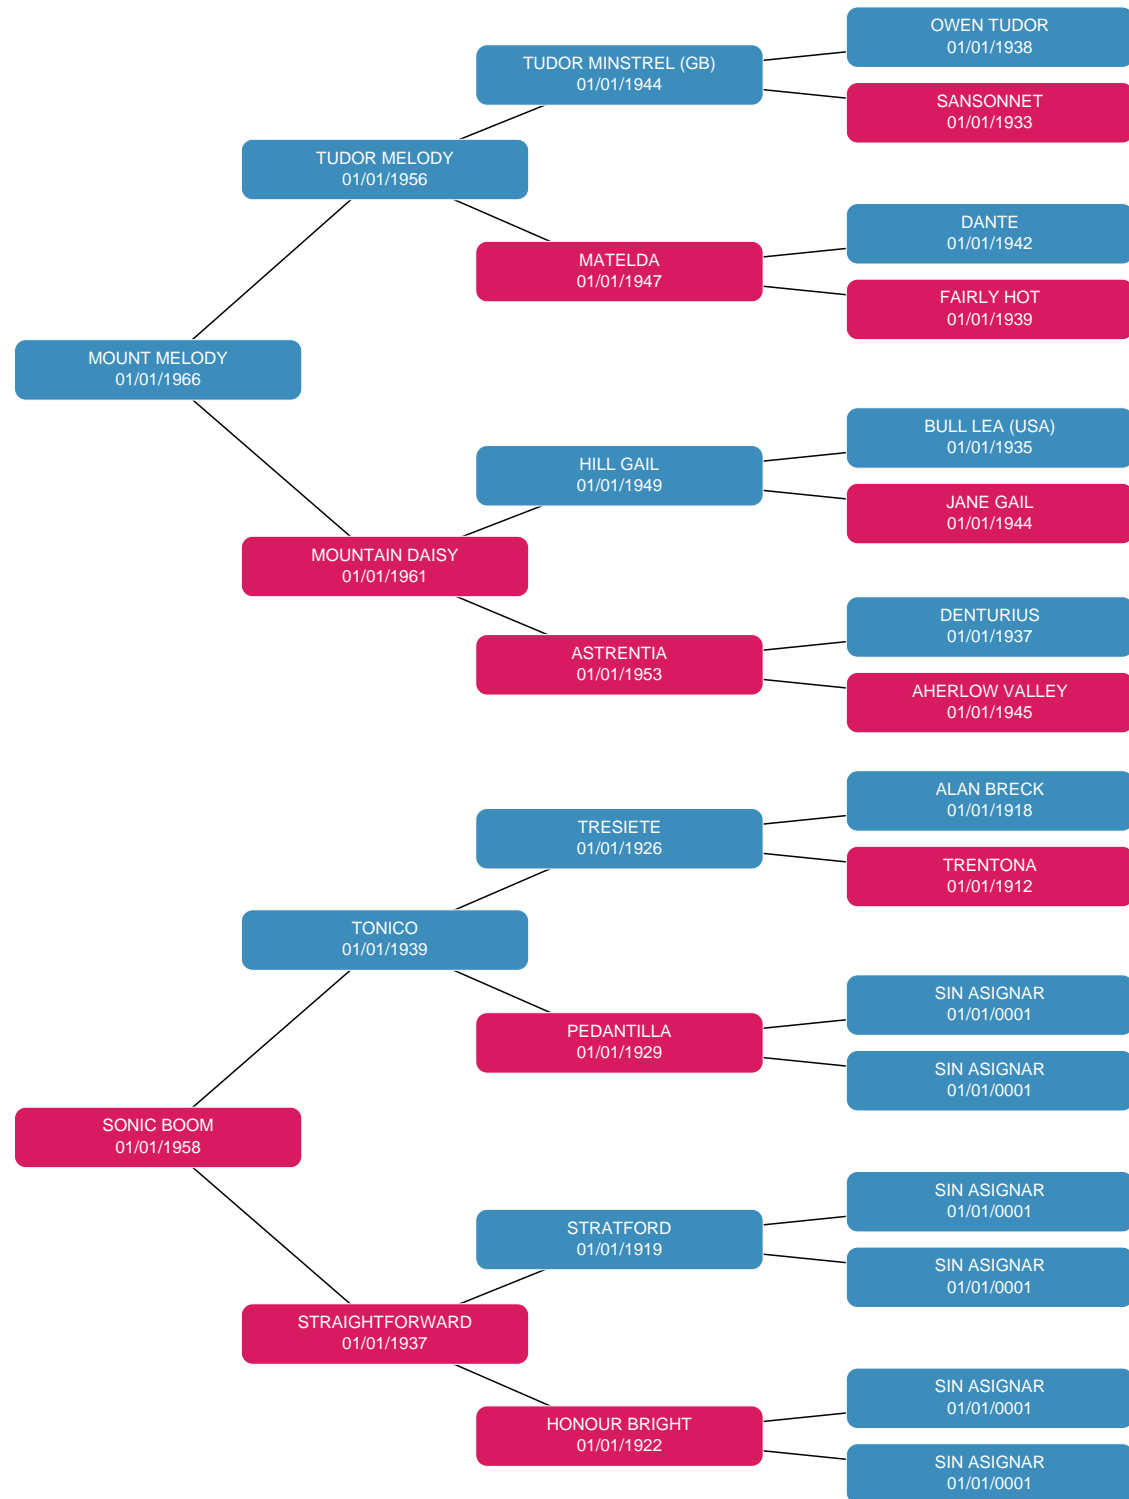 OWEN TUDOR
01/01/1938
TUDOR MINSTREL (GB)
01/01/1944
SANSONNET
01/01/1933
TUDOR MELODY
01/01/1956
DANTE
01/01/1942
MATELDA
01/01/1947
FAIRLY HOT
01/01/1939
MOUNT MELODY
01/01/1966
BULL LEA (USA)
01/01/1935
HILL GAIL
01/01/1949
JANE GAIL
01/01/1944
MOUNTAIN DAISY
01/01/1961
DENTURIUS
01/01/1937
ASTRENTIA
01/01/1953
AHERLOW VALLEY
01/01/1945
ALAN BRECK
01/01/1918
TRESIETE
01/01/1926
TRENTONA
01/01/1912
TONICO
01/01/1939
SIN ASIGNAR
01/01/0001
PEDANTILLA
01/01/1929
SIN ASIGNAR
01/01/0001
SONIC BOOM
01/01/1958
SIN ASIGNAR
01/01/0001
STRATFORD
01/01/1919
SIN ASIGNAR
01/01/0001
STRAIGHTFORWARD
01/01/1937
SIN ASIGNAR
01/01/0001
HONOUR BRIGHT
01/01/1922
SIN ASIGNAR
01/01/0001